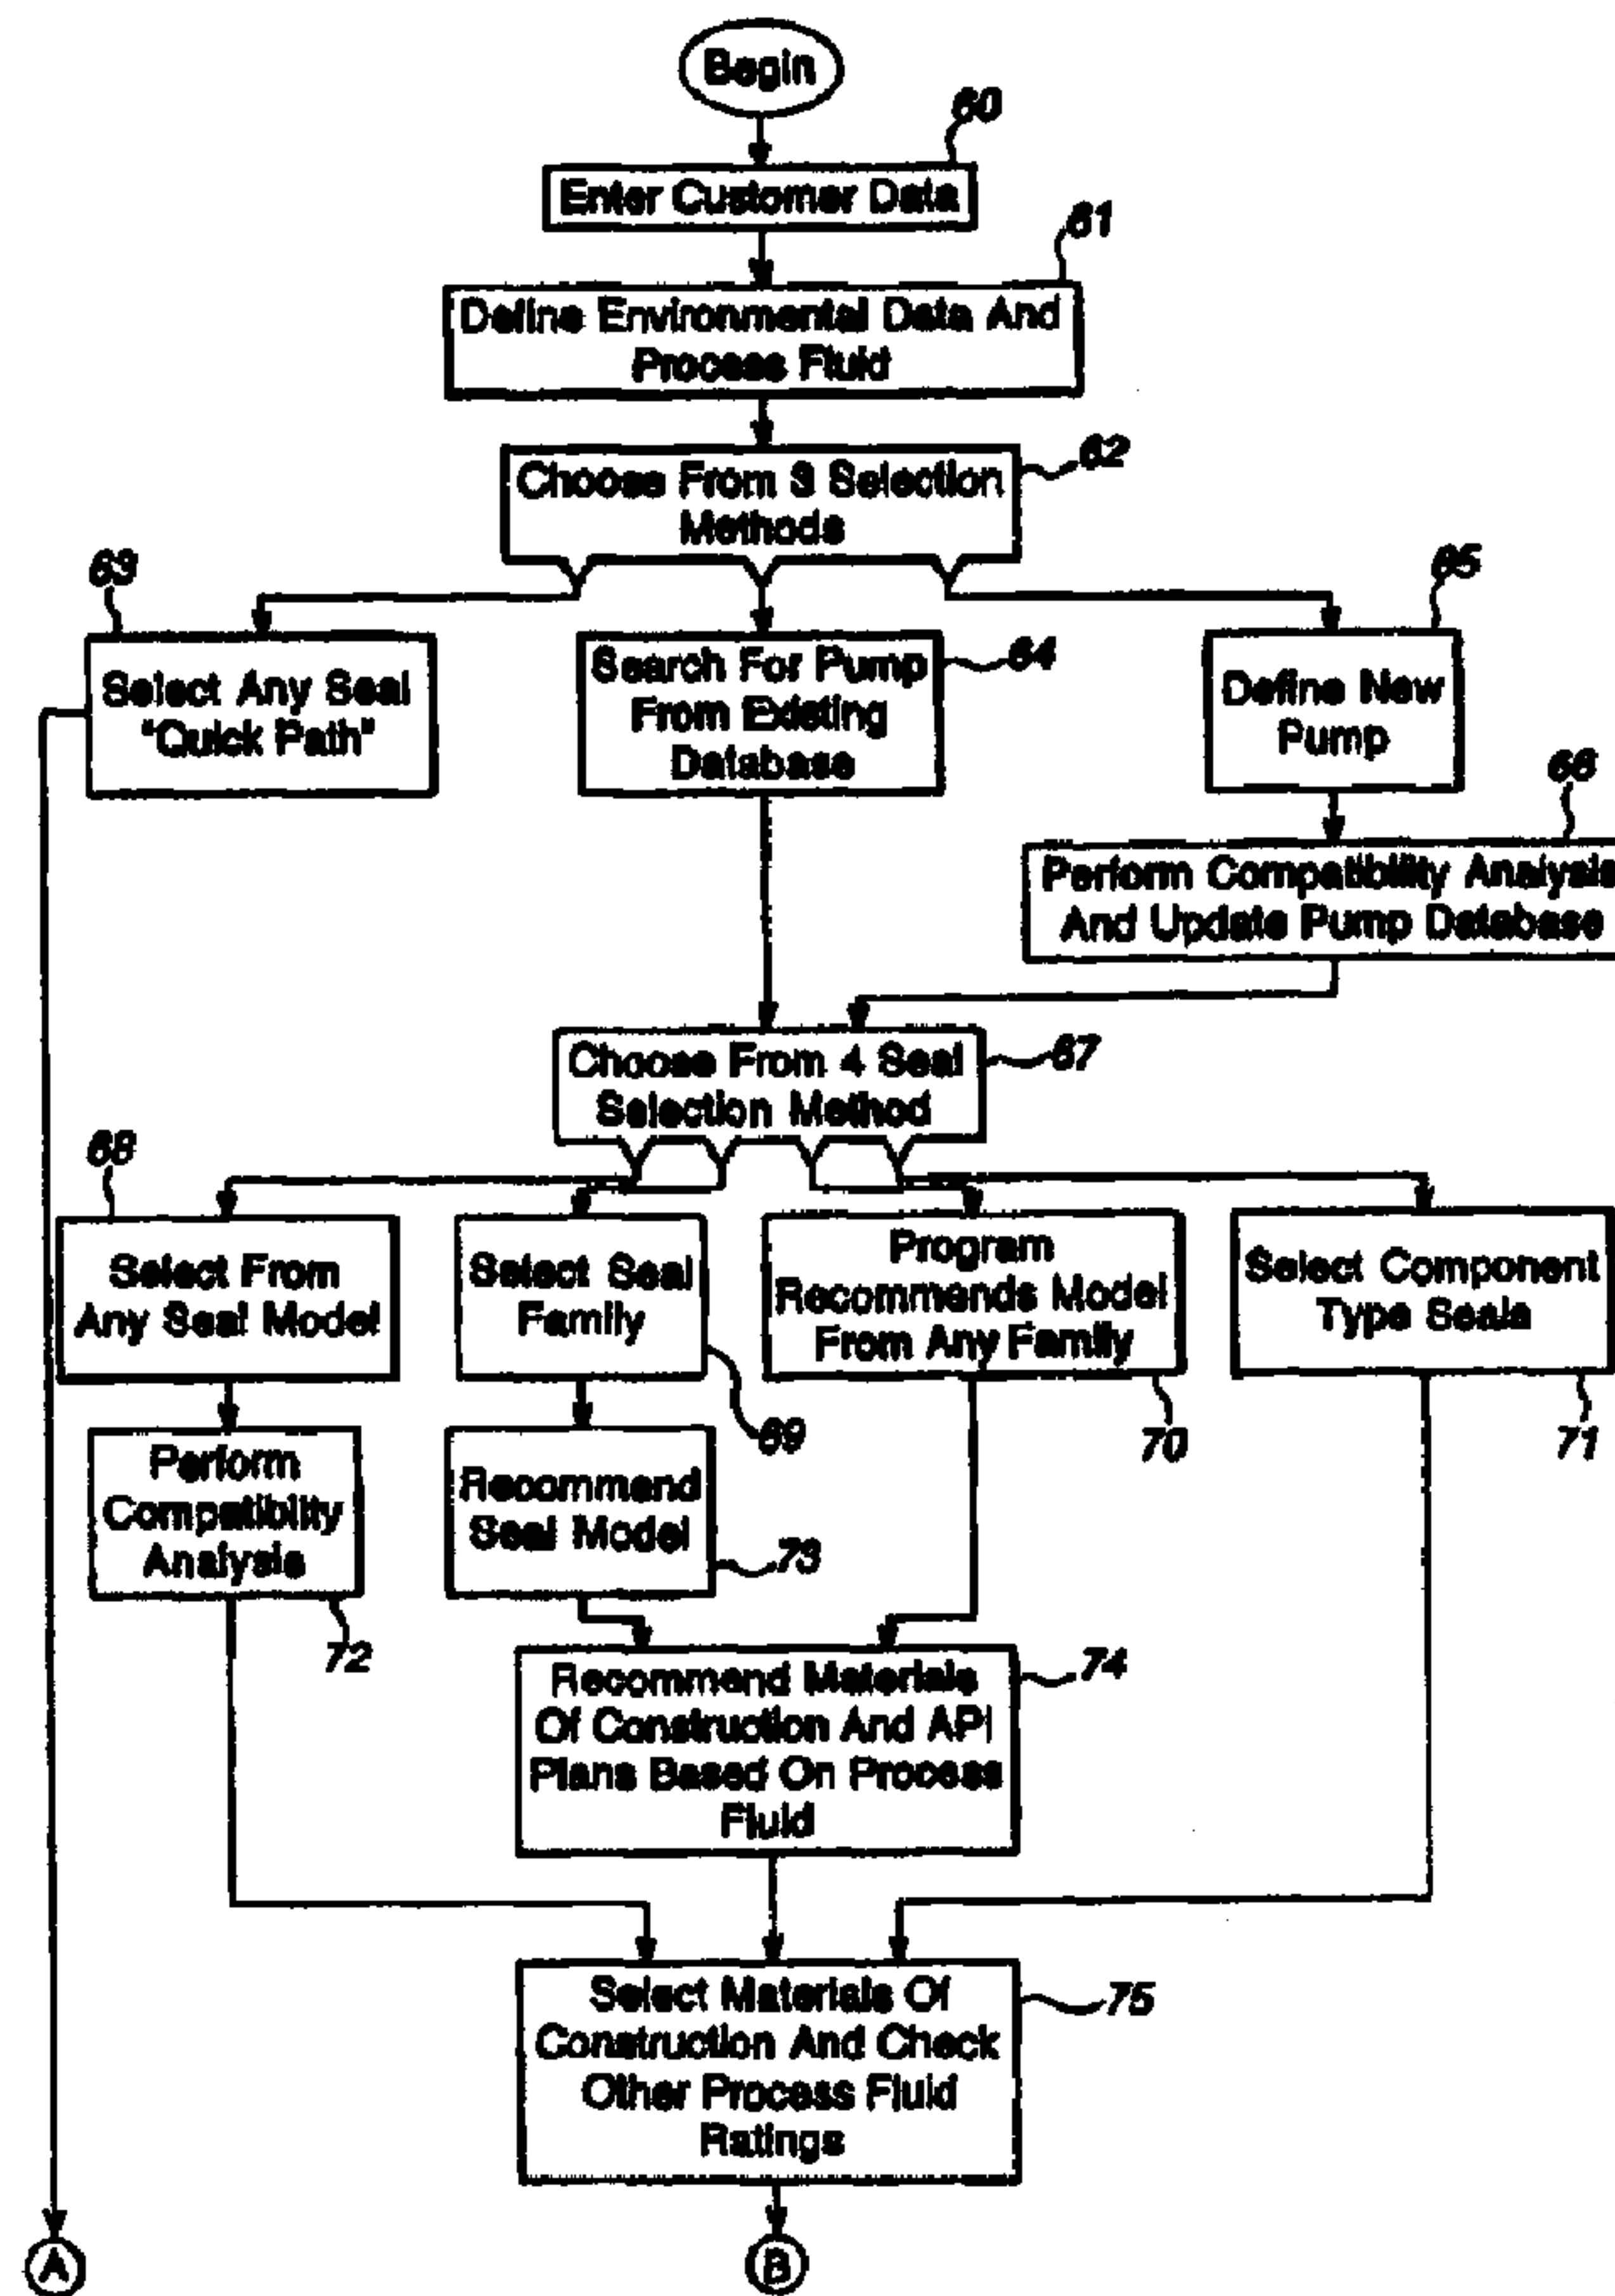 Begin
60
Enter Customer Data
61
Define Environmental Data And
Process Fluid
62
Choose From 3 Selection
Methods
63
Select Any Seal
"Quick Path"
Search For Pump
From Existing
Database
64
65
Define New
Pump
66
Perform Compatibility Analysis
And Update Pump Database
Choose From 4 Seal
Selection Method
67
68
Select From
Any Seal Model
Select Seal
Family
69
Program
Recommends Model
From Any Family
70
Select Component
Type Seals
71
Perform
Compatiblity
Analysis
72
Recommend
Seal Model
73
Recommend Materials
Of Construction And API
Plans Based On Process
Fluid
74
Select Materials Of
Construction And Check
Other Process Fluid
Ratings
75
A
B